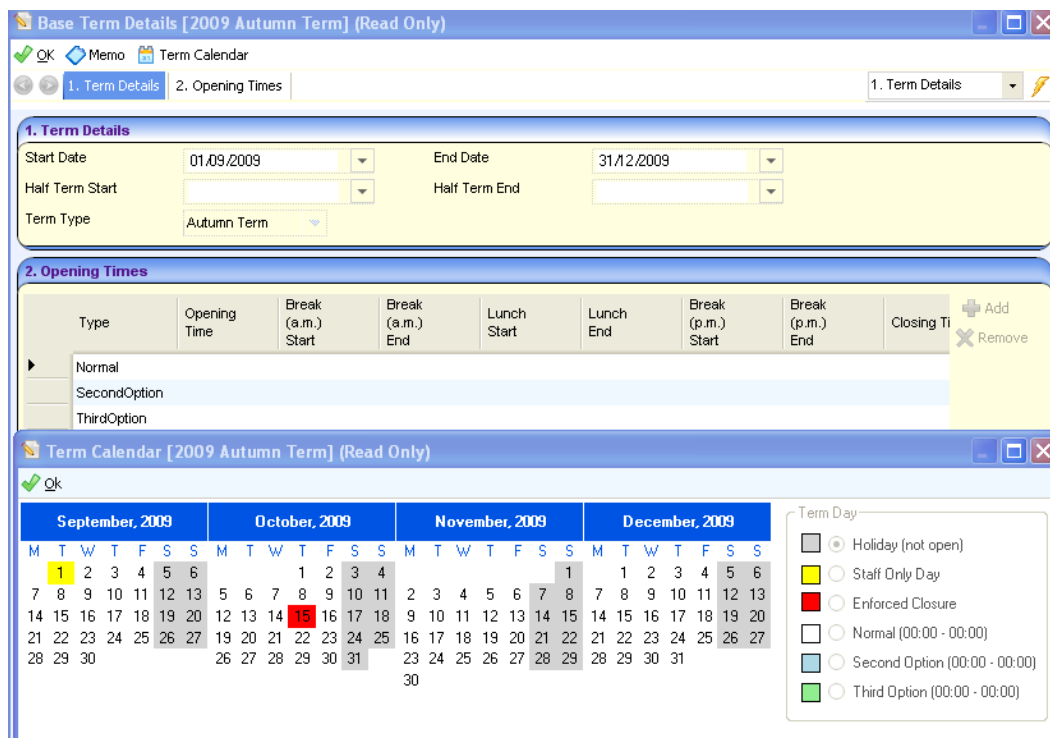 Base Term Details [2009 Autumn Term] (Read Only)
OK Memo Term Calendar
1. Term Details 2. Opening Times 1. Term Details
1. Term Details
Start Date 01/09/2009 End Date 31/12/2009
Half Term Start Half Term End
Term Type Autumn Term
2. Opening Times
Type Opening Time Break (a.m.) Start Break (a.m.) End Lunch Start Lunch End Break (p.m.) Start Break (p.m.) End Closing Ti Add
Remove
Normal
SecondOption
ThirdOption
Term Calendar [2009 Autumn Term] (Read Only)
Ok
September, 2009 October, 2009 November, 2009 December, 2009
M T W T F S S M T W T F S S M T W T F S S M T W T F S S
1 2 3 4 5 6 1 2 3 4 1 1 2 3 4 5 6
7 8 9 10 11 12 13 5 6 7 8 9 10 11 2 3 4 5 6 7 8 7 8 9 10 11 12 13
14 15 16 17 18 19 20 12 13 14 15 16 17 18 9 10 11 12 13 14 15 14 15 16 17 18 19 20
21 22 23 24 25 26 27 19 20 21 22 23 24 25 16 17 18 19 20 21 22 21 22 23 24 25 26 27
28 29 30 26 27 28 29 30 31 23 24 25 26 27 28 29 28 29 30 31
30
Term Day
Holiday (not open)
Staff Only Day
Enforced Closure
Normal (00:00 - 00:00)
Second Option (00:00 - 00:00)
Third Option (00:00 - 00:00)